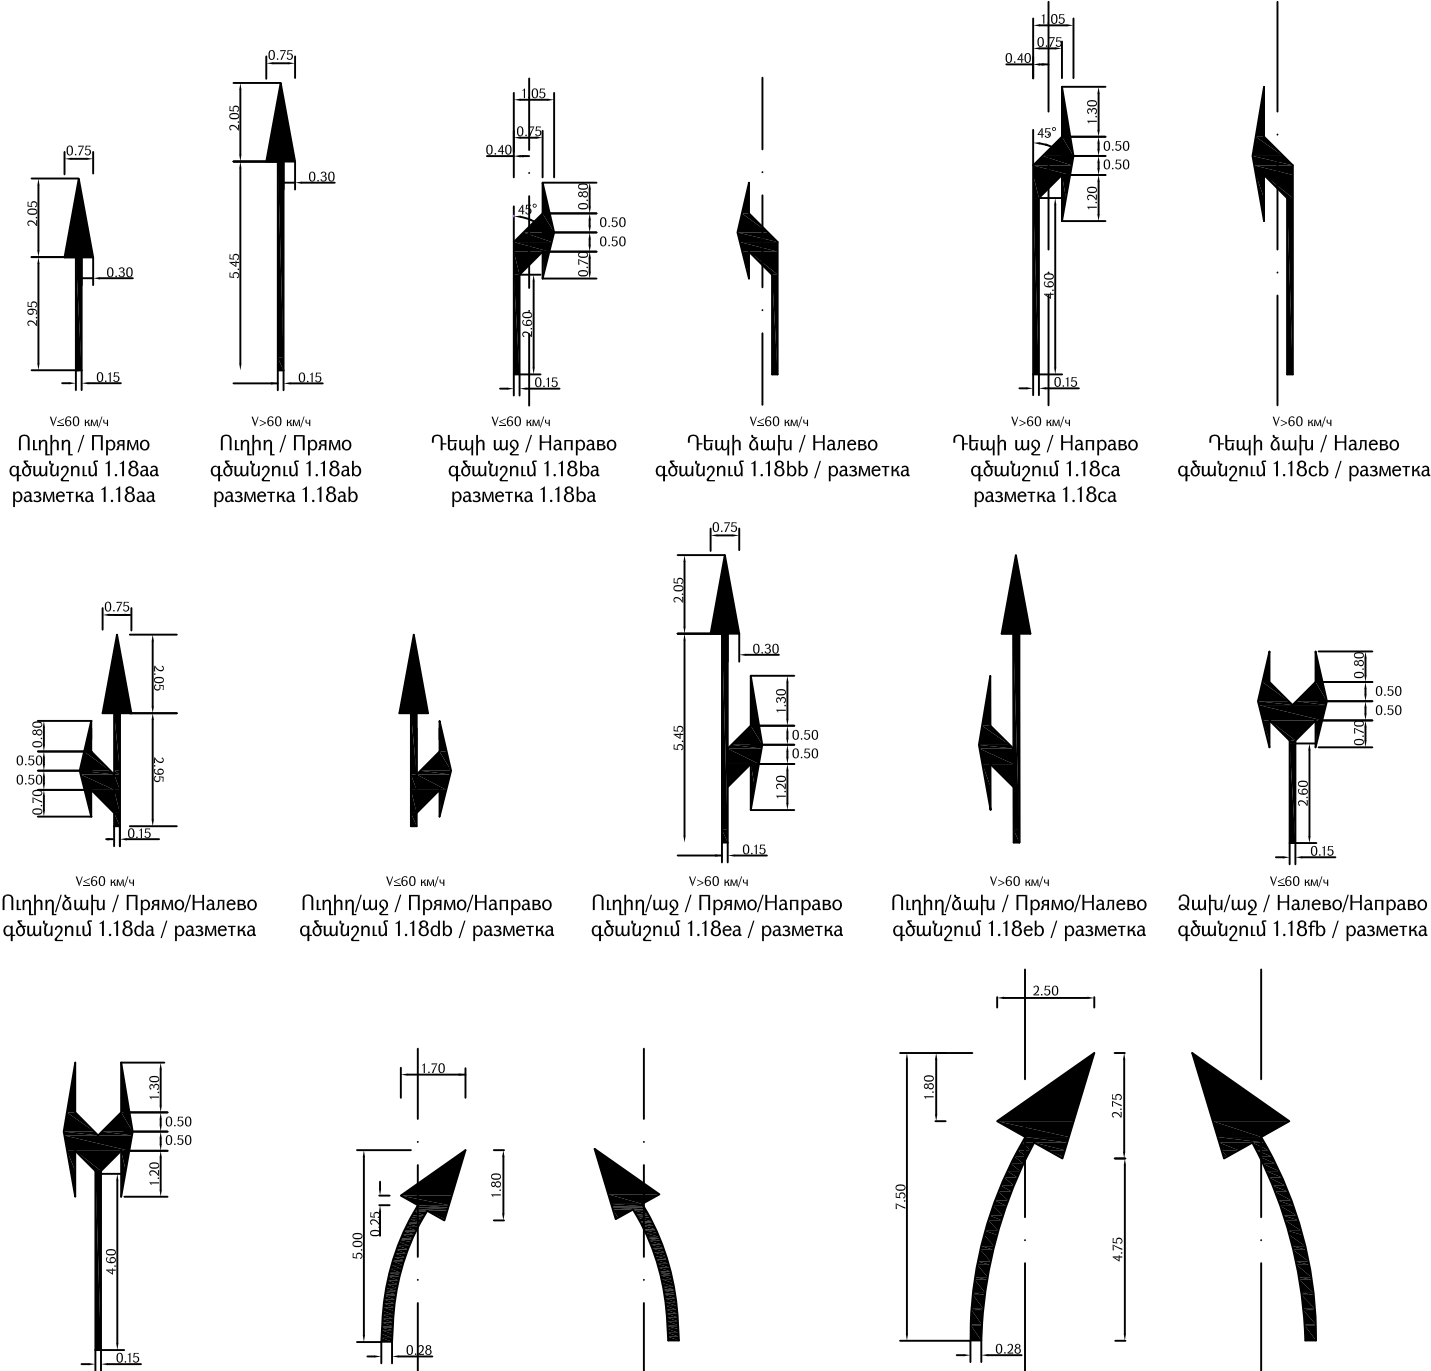 0.75
2.05
0.30
2.95
0.15
V≤60 км/ч
Ուղիղ / Прямо
գծանշում 1.18aa
разметка 1.18aa
0.75
2.05
0.30
5.45
0.15
V>60 км/ч
Ուղիղ / Прямо
գծանշում 1.18ab
разметка 1.18ab
1.05
0.75
0.40
45°
0.80
0.50
0.50
0.70
2.60
0.15
V≤60 км/ч
Դեպի աջ / Направо
գծանշում 1.18ba
разметка 1.18ba
V≤60 км/ч
Դեպի ձախ / Налево
գծանշում 1.18bb / разметка
1.05
0.75
0.40
45°
1.30
0.50
0.50
1.20
4.60
0.15
V>60 км/ч
Դեպի աջ / Направо
գծանշում 1.18ca
разметка 1.18ca
V>60 км/ч
Դեպի ձախ / Налево
գծանշում 1.18cb / разметка
0.75
2.05
0.80
0.50
0.50
0.70
2.95
0.15
V≤60 км/ч
Ուղիղ/ձախ / Прямо/Налево
գծանշում 1.18da / разметка
V≤60 км/ч
Ուղիղ/աջ / Прямо/Направо
գծանշում 1.18db / разметка
0.75
2.05
0.30
5.45
1.30
0.50
0.50
1.20
0.15
V>60 км/ч
Ուղիղ/աջ / Прямо/Направо
գծանշում 1.18ea / разметка
V>60 км/ч
Ուղիղ/ձախ / Прямо/Налево
գծանշում 1.18eb / разметка
0.80
0.50
0.50
0.70
2.60
0.15
V≤60 км/ч
Ձախ/աջ / Налево/Направо
գծանշում 1.18fb / разметка
1.30
0.50
0.50
1.20
4.60
0.15
1.70
0.25
5.00
1.80
0.28
2.50
1.80
7.50
2.75
4.75
0.28